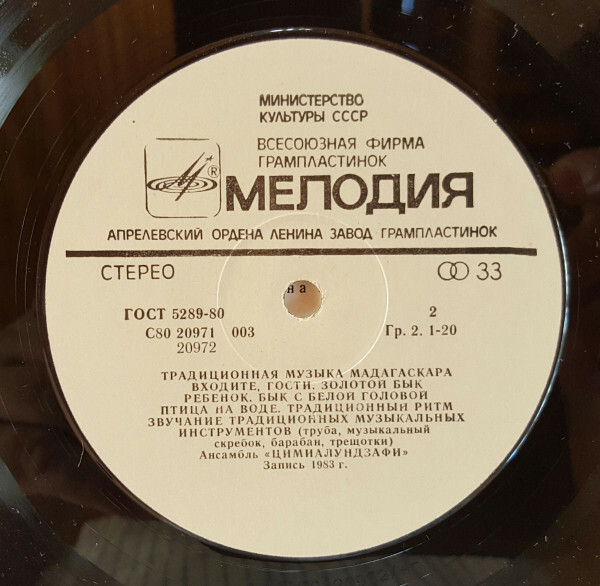 МИНИСТЕРСТВО
КУЛЬТУРЫ СССР
ВСЕСОЮЗНАЯ ФИРМА
ГРАМПЛАСТИНОК
® МЕЛОДИЯ
АПРЕЛЕВСКИЙ ОРДЕНА ЛЕНИНА ЗАВОД ГРАМПЛАСТИНОК
СТЕРЕО 33
на
ГОСТ 5289-80 2
С80 20971 003 Гр. 2. 1-20
20972
ТРАДИЦИОННАЯ МУЗЫКА МАДАГАСКАРА
ВХОДИТЕ, ГОСТИ. ЗОЛОТОЙ БЫК
РЕБЕНОК. БЫК С БЕЛОЙ ГОЛОВОЙ
ПТИЦА НА ВОДЕ. ТРАДИЦИОННЫЙ РИТМ
ЗВУЧАНИЕ ТРАДИЦИОННЫХ МУЗЫКАЛЬНЫХ
ИНСТРУМЕНТОВ (труба, музыкальный
скребок, барабан, трещотки)
Ансамбль «ЦИМИАЛУНДЗАФИ»
Запись 1983 г.